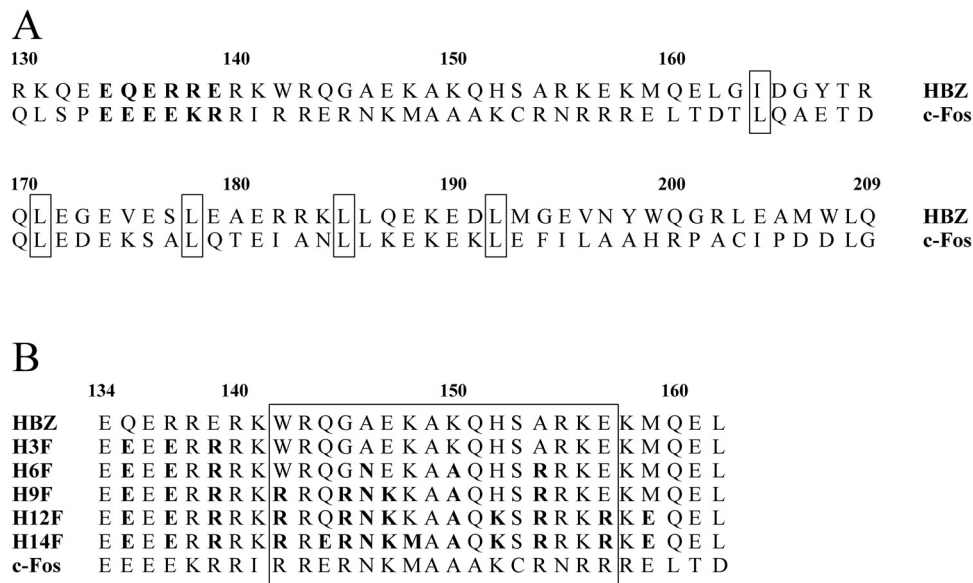 A
130 140 150 160
R K Q E E Q E R R E R K W R Q G A E K A K Q H S A R K E K M Q E L G I D G Y T R HBZ
Q L S P E E E E K R R I R R E R N K M A A A K C R N R R R E L T D T L Q A E T D c-Fos
170 180 190 200 209
Q L E G E V E S L E A E R R K L L Q E K E D L M G E V N Y W Q G R L E A M W L Q HBZ
Q L E D E K S A L Q T E I A N L L K E K E K L E F I L A A H R P A C I P D D L G c-Fos
B
134 140 150 160
HBZ E Q E R R E R K W R Q G A E K A K Q H S A R K E K M Q E L
H3F E E E E R R R K W R Q G A E K A K Q H S A R K E K M Q E L
H6F E E E E R R R K W R Q G N E K A A Q H S R R K E K M Q E L
H9F E E E E R R R K R R Q R N K K A A Q H S R R K E K M Q E L
H12F E E E E R R R K R R Q R N K K A A Q K S R R K R K E Q E L
H14F E E E E R R R K R R E R N K M A A Q K S R R K R K E Q E L
c-Fos E E E E K R R I R R E R N K M A A A K C R N R R R E L T D